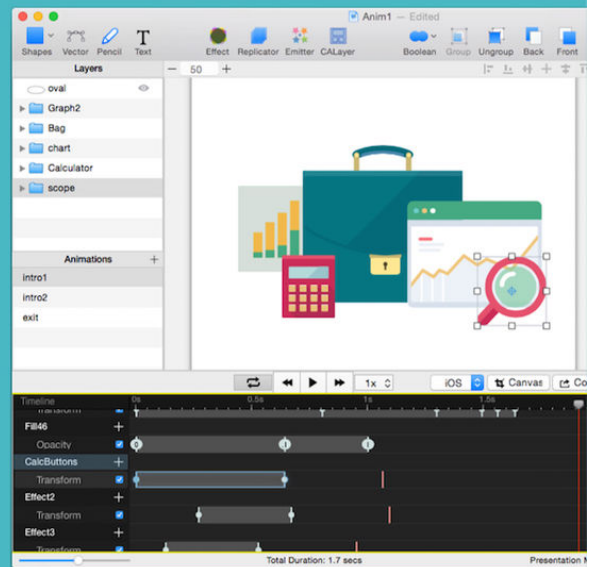 Anim1 — Edited
Shapes Vector Pencil Text Effect Replicator Emitter CALayer Boolean Group Ungroup Back Front
Layers
50
oval
Graph2
Bag
chart
Calculator
scope
Animations
intro1
intro2
exit
1x
iOS
Canvas
Co
Timeline 0s 0.5s 1s 1.5s
Transform
Fill46
Opacity
CalcButtons
Transform
Effect2
Transform
Effect3
Transform
Total Duration: 1.7 secs
Presentation M